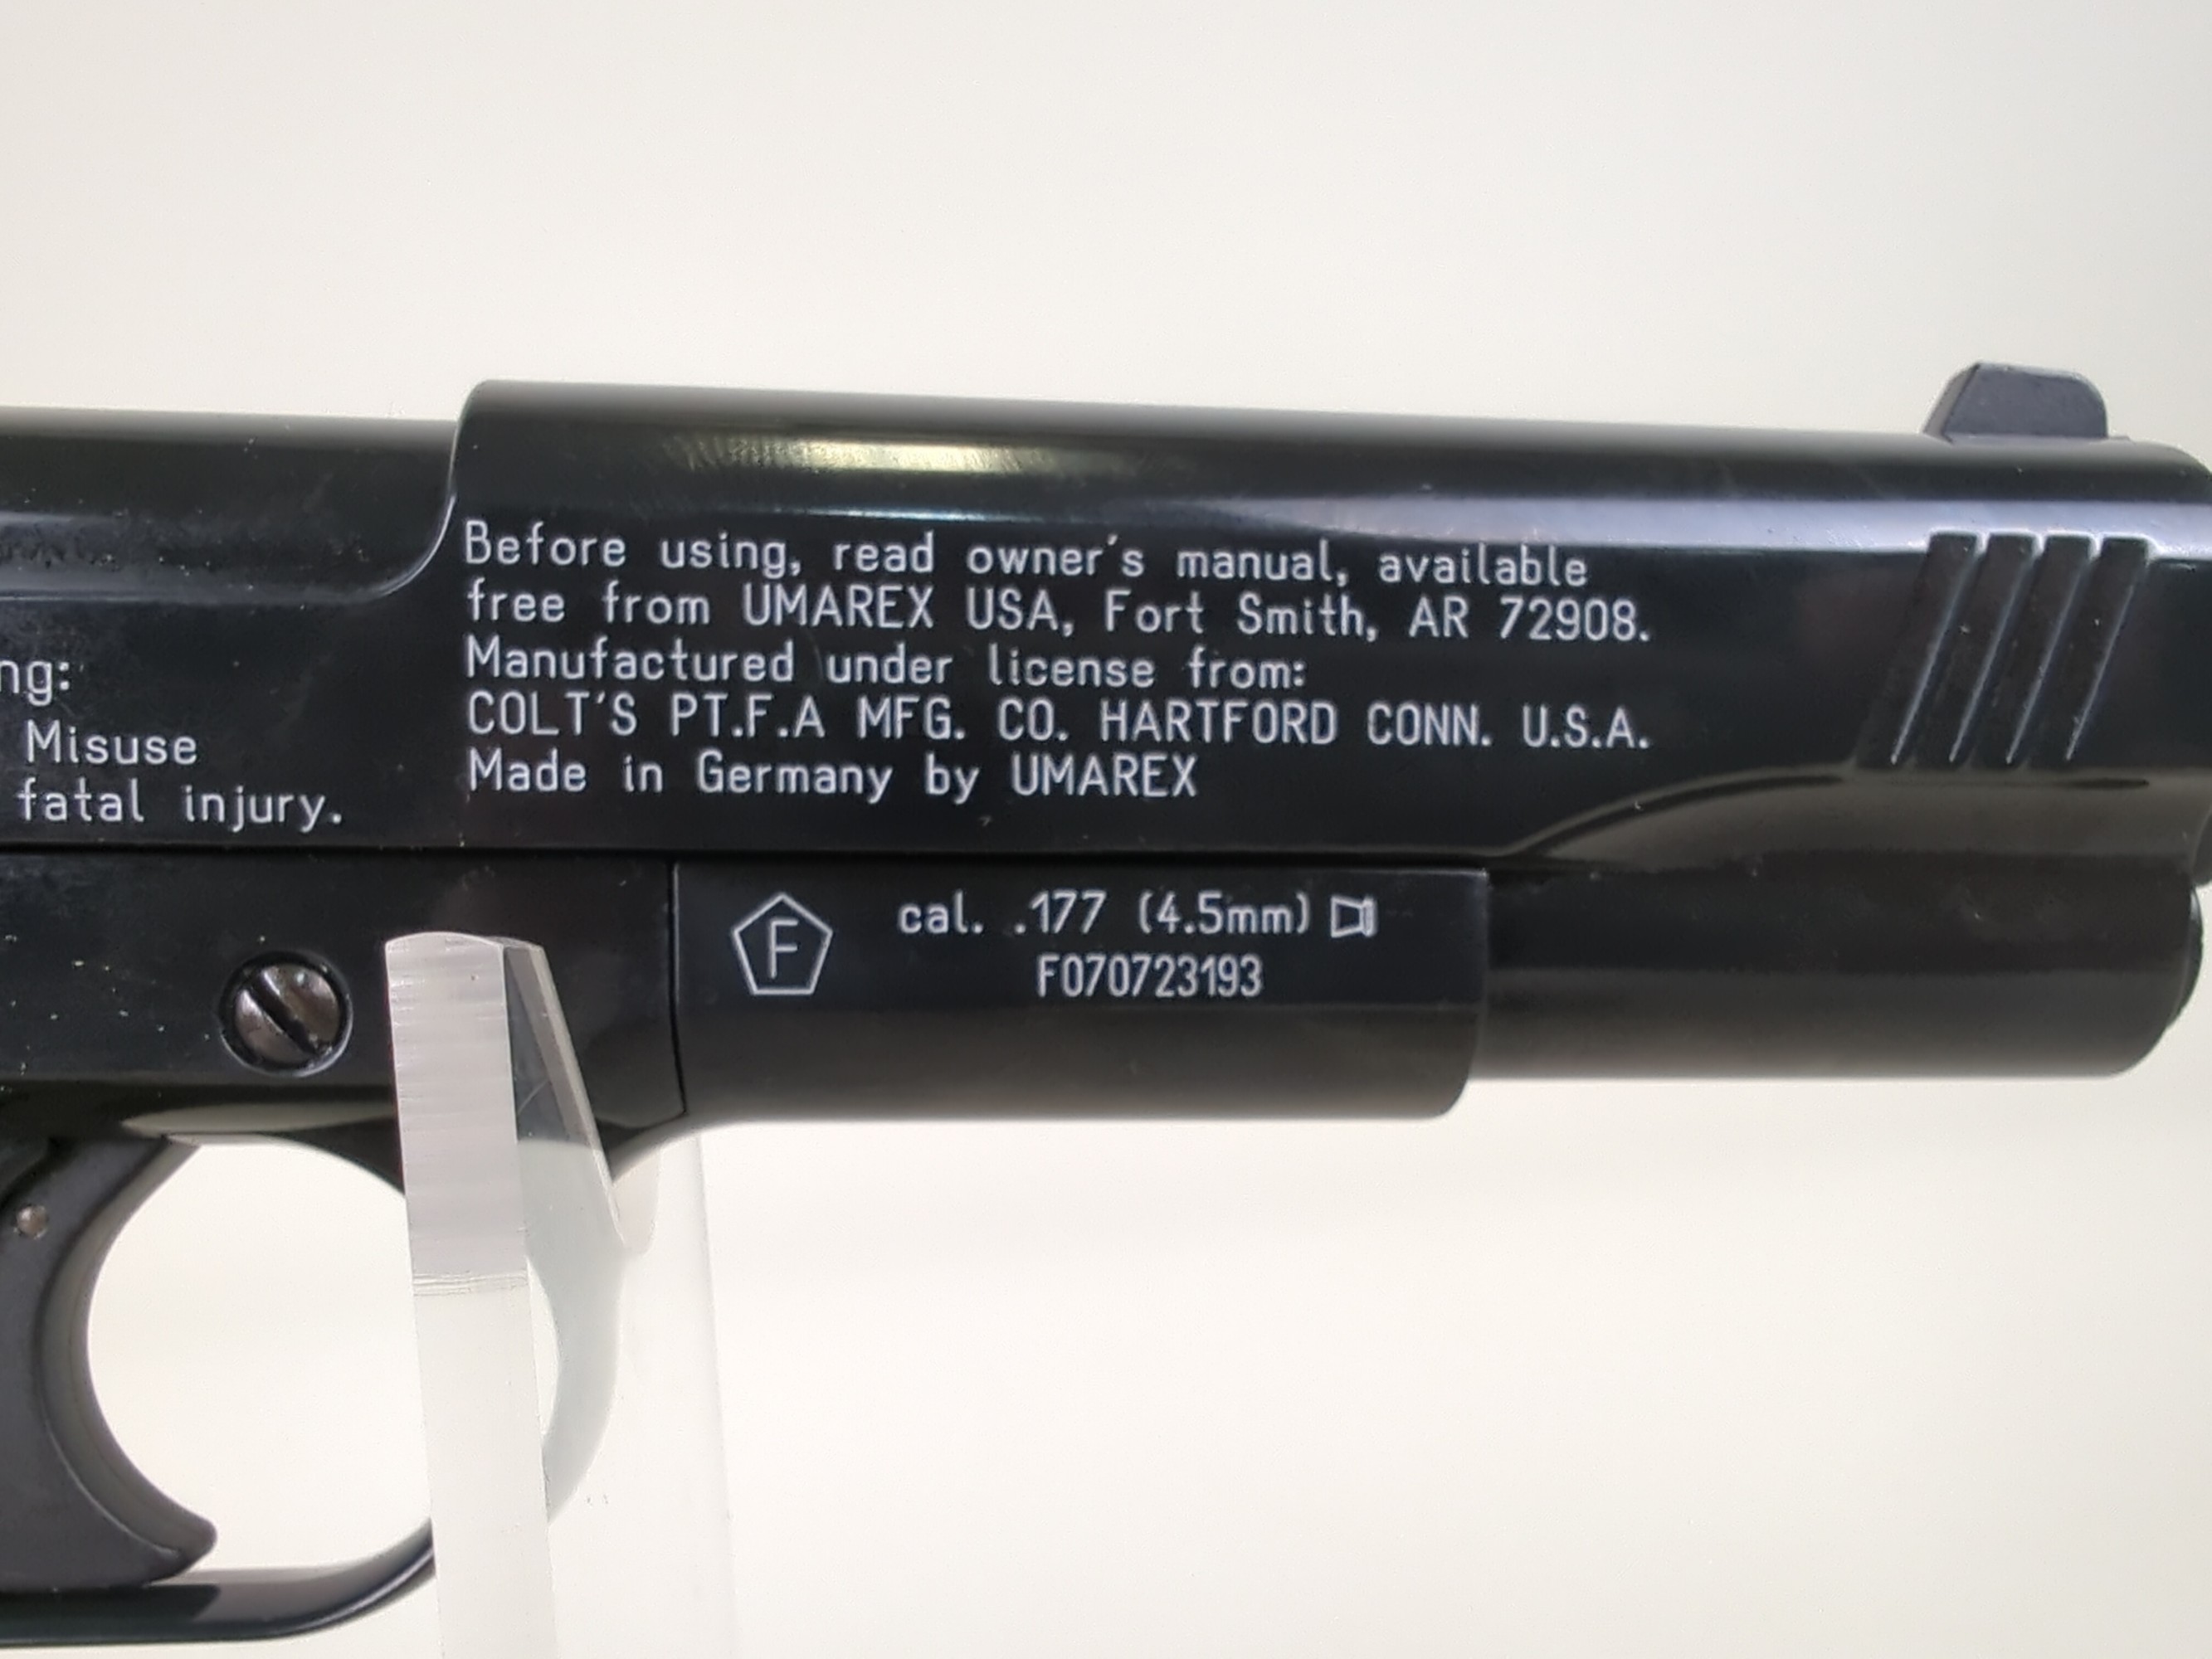 ng:
Misuse
fatal injury.
Before using, read owner's manual, available
free from UMAREX USA, Fort Smith, AR 72908.
Manufactured under license from:
COLT'S PT.F.A MFG. CO. HARTFORD CONN. U.S.A.
Made in Germany by UMAREX
F
cal. .177 (4.5mm)
F070723193